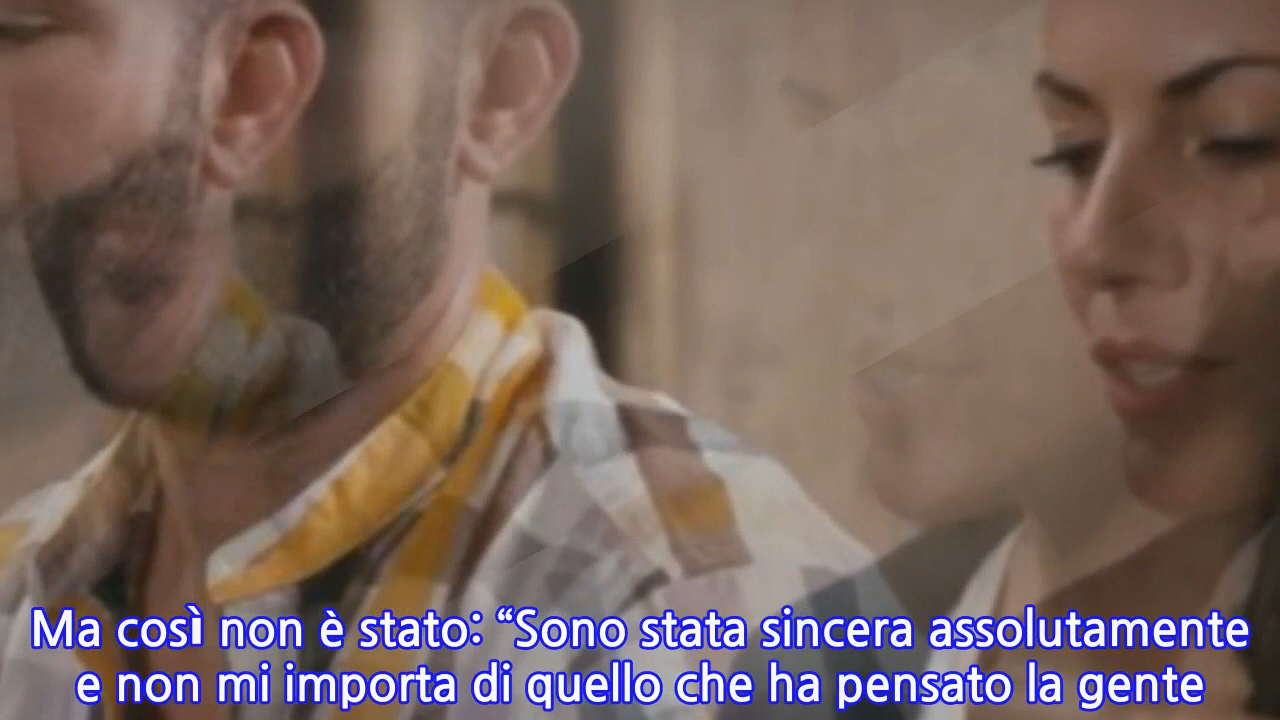 Ma così non è stato: “Sono stata sincera assolutamente
e non mi importa di quello che ha pensato la gente